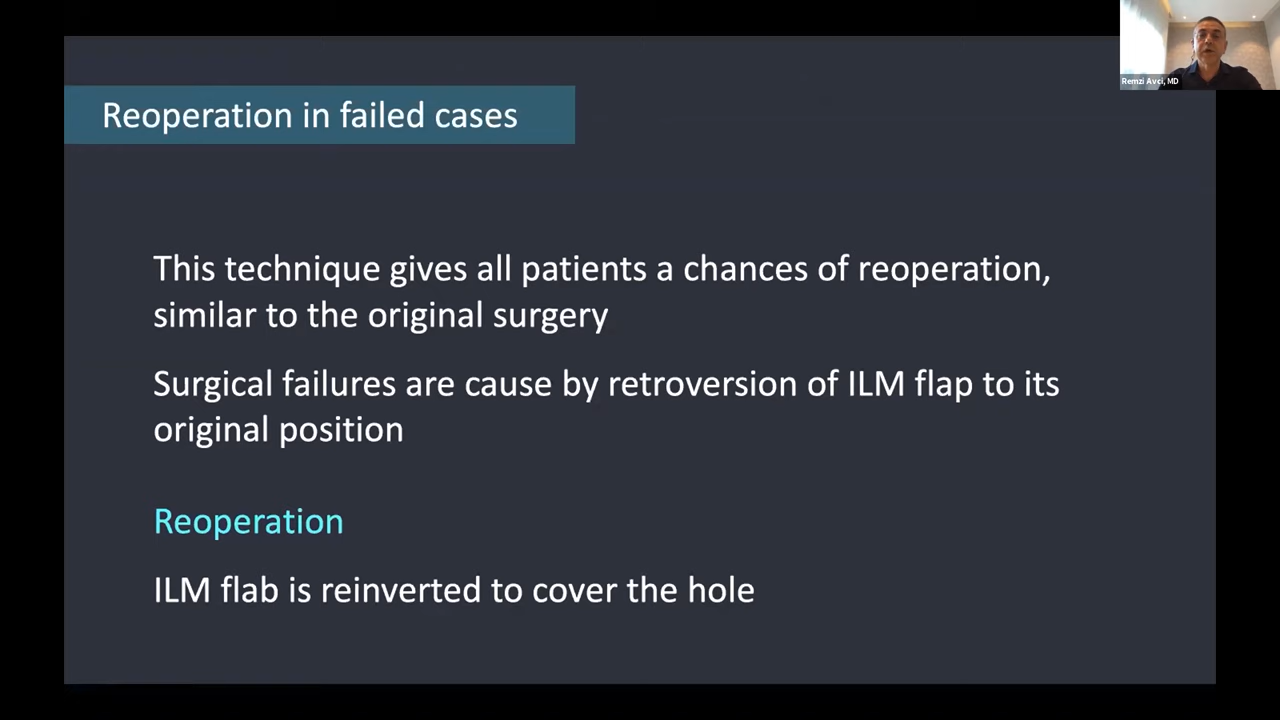 Remzi Avci, MD
Reoperation in failed cases
This technique gives all patients a chances of reoperation,
similar to the original surgery
Surgical failures are cause by retroversion of ILM flap to its
original position
Reoperation
ILM flab is reinverted to cover the hole